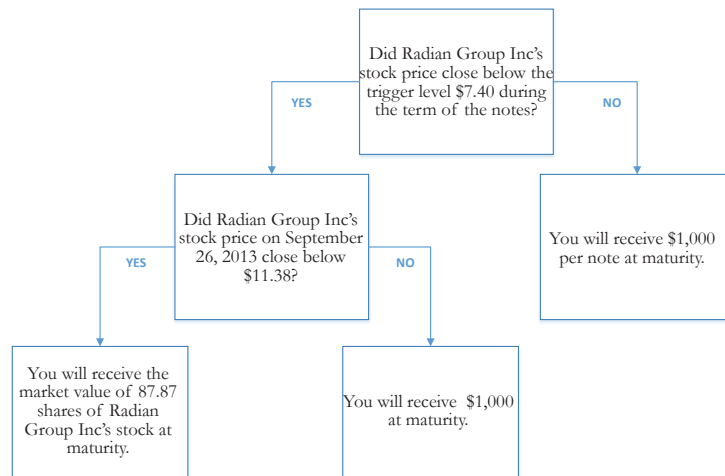 Did Radian Group Inc's
stock price close below the
trigger level $7.40 during
the term of the notes?
YES
NO
Did Radian Group Inc's
stock price on September
26, 2013 close below
$11.38?
You will receive $1,000
per note at maturity.
YES
NO
You will receive the
market value of 87.87
shares of Radian
Group Inc's stock at
maturity.
You will receive $1,000
at maturity.